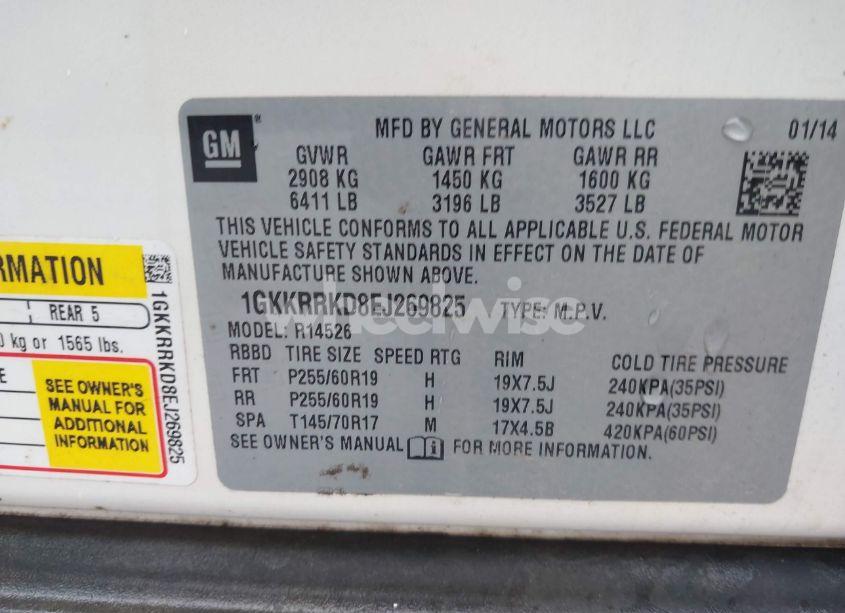 GM
MFD BY GENERAL MOTORS LLC 01/14
GVWR GAWR FRT GAWR RR
2908 KG 1450 KG 1600 KG
6411 LB 3196 LB 3527 LB
THIS VEHICLE CONFORMS TO ALL APPLICABLE U.S. FEDERAL MOTOR
VEHICLE SAFETY STANDARDS IN EFFECT ON THE DATE OF
MANUFACTURE SHOWN ABOVE.
1GKKRRKD8EJ269825 TYPE: M.P.V.
MODEL: R14526
RBBD TIRE SIZE SPEED RTG RIM COLD TIRE PRESSURE
FRT P255/60R19 H 19X7.5J 240KPA(35PSI)
RR P255/60R19 H 19X7.5J 240KPA(35PSI)
SPA T145/70R17 M 17X4.5B 420KPA(60PSI)
SEE OWNER'S MANUAL FOR MORE INFORMATION.
RMATION
REAR 5
0 kg or 1565 lbs.
SEE OWNER'S
MANUAL FOR
ADDITIONAL
INFORMATION
1GKKRRKD8EJ269825
wheelwise